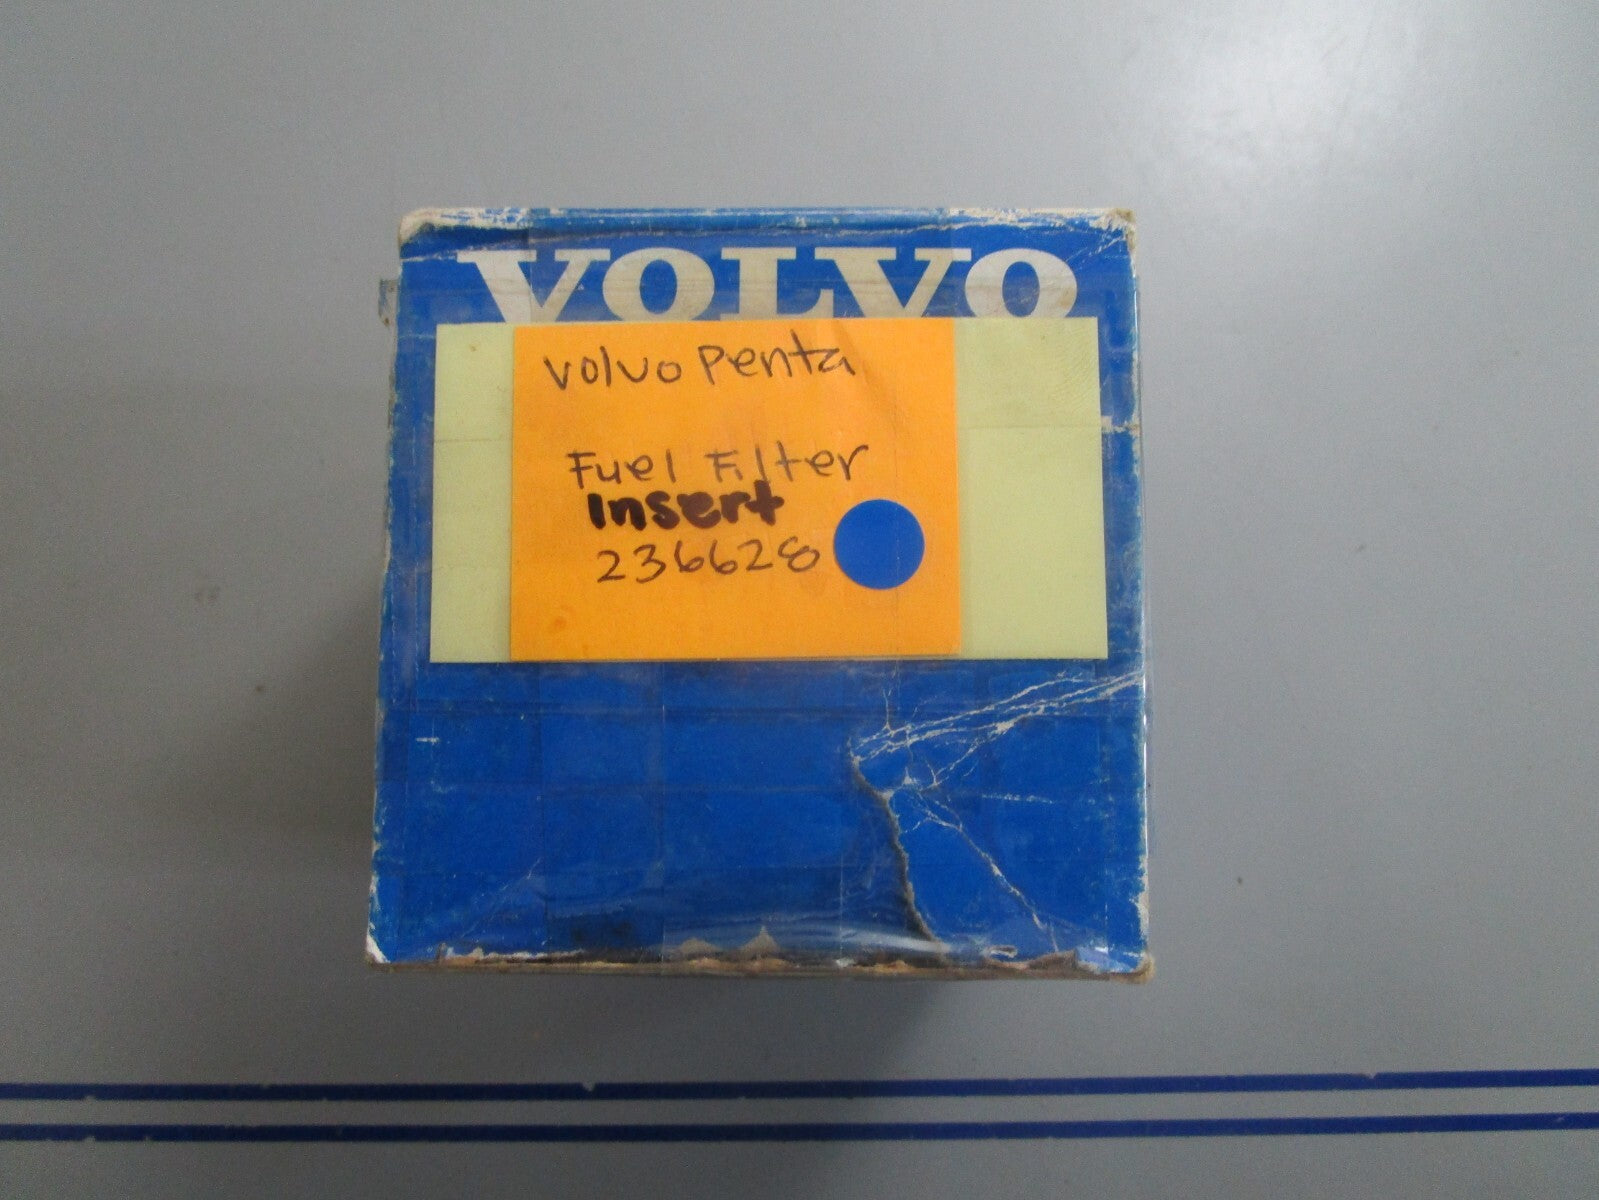 VOLVO
Volvo Penta
Fuel Filter
Insert
236628